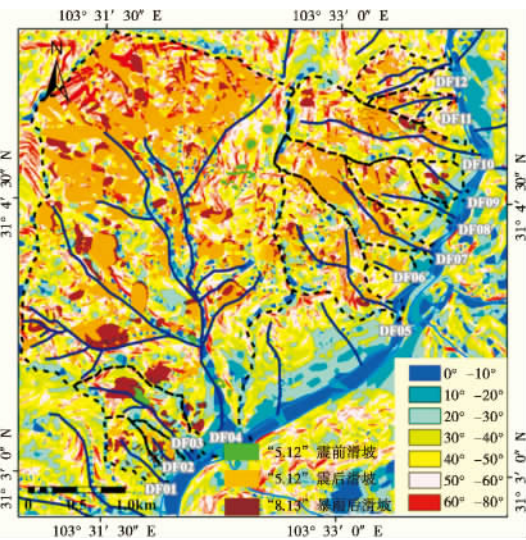 103° 31′ 30″ E
103° 33′ 0″ E
N
31° 4′ 30″ N
31° 3′ 0″ N
DF12
DF11
DF10
DF09
DF08
DF07
DF06
DF05
DF04
DF03
DF02
DF01
0° -10°
10° -20°
20° -30°
30° -40°
40° -50°
50° -60°
60° -80°
“5.12”震前滑坡
“5.12”震后滑坡
“8.13”暴雨后滑坡
0 0.5 1.0km
31° 4′ 30″ N
31° 3′ 0″ N
103° 31′ 30″ E
103° 33′ 0″ E